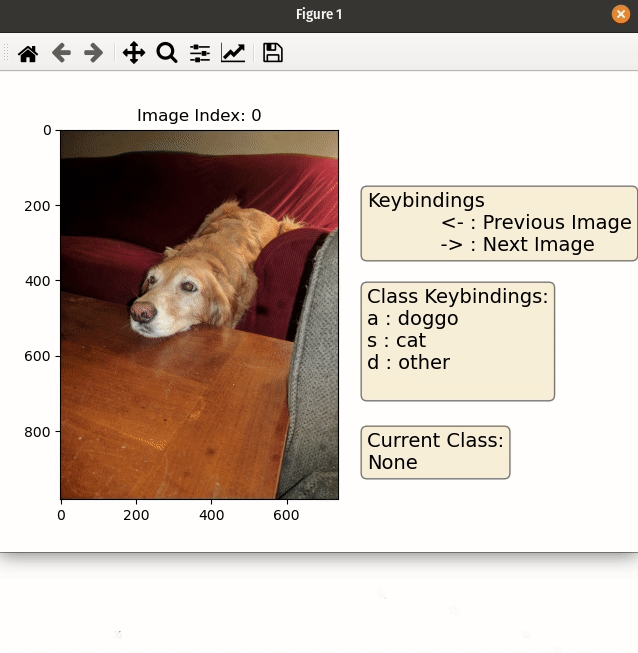 Figure 1
Image Index: 0
0
200
400
600
800
0
200
400
600
Keybindings
<- : Previous Image
-> : Next Image
Class Keybindings:
a : doggo
s : cat
d : other
Current Class:
None